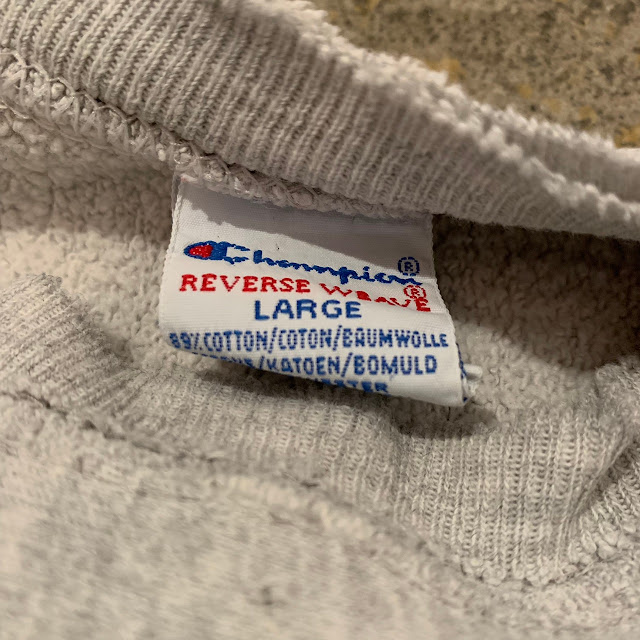 Champion®
REVERSE WEAVE®
LARGE
89% COTTON/COTON/BAUMWOLLE
/KATOEN/BOMULD